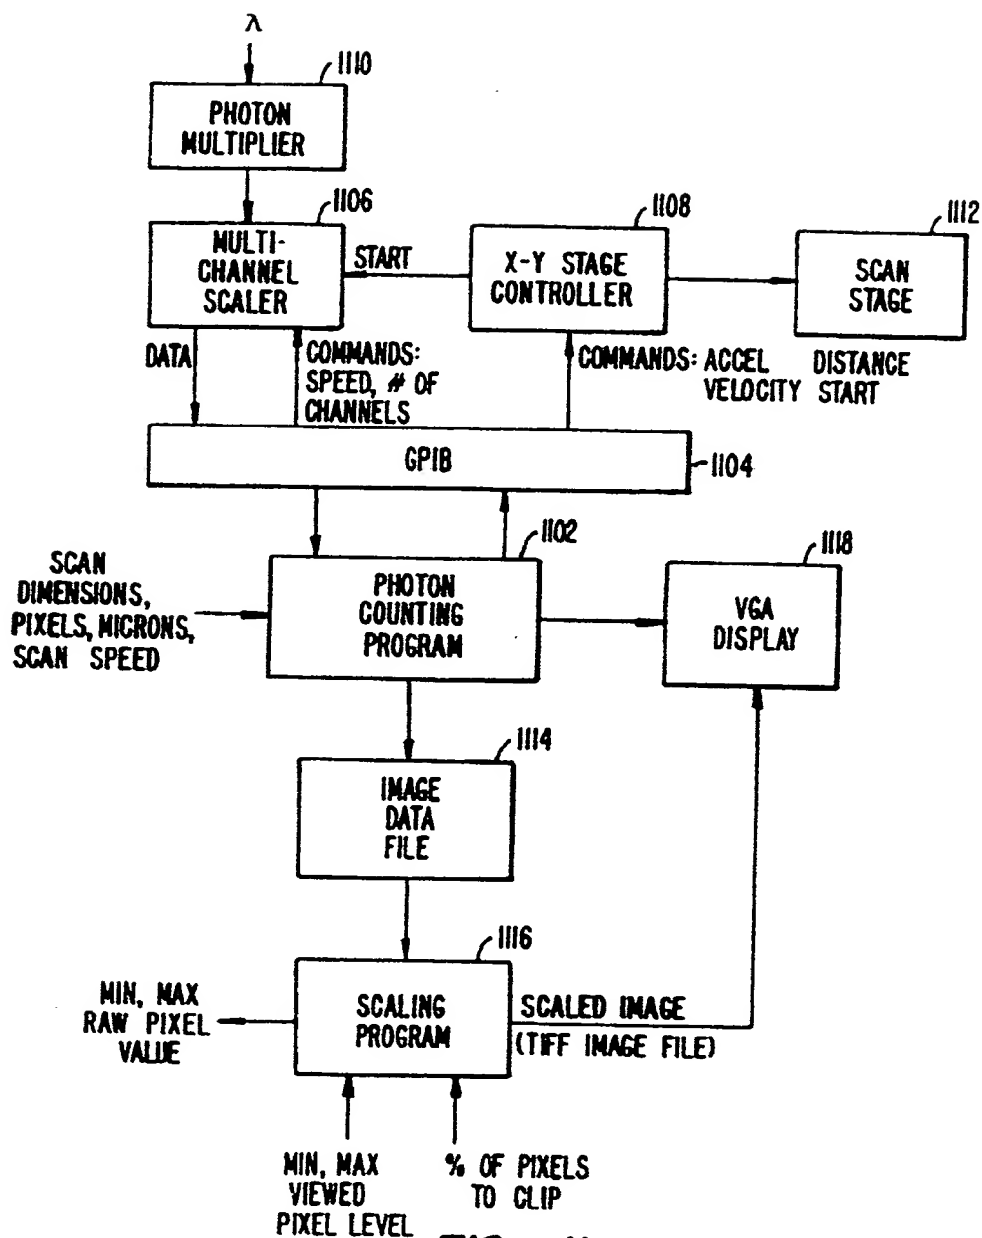 λ
1110
PHOTON
MULTIPLIER
1106
MULTI-
CHANNEL
SCALER
START
1108
X-Y STAGE
CONTROLLER
1112
SCAN
STAGE
DATA
COMMANDS:
SPEED, # OF
CHANNELS
COMMANDS: ACCEL DISTANCE
VELOCITY START
GPIB
1104
1102
SCAN
DIMENSIONS,
PIXELS, MICRONS,
SCAN SPEED
PHOTON
COUNTING
PROGRAM
1118
VGA
DISPLAY
1114
IMAGE
DATA
FILE
1116
MIN, MAX
RAW PIXEL
VALUE
SCALING
PROGRAM
SCALED IMAGE
(TIFF IMAGE FILE)
MIN, MAX
VIEWED
PIXEL LEVEL
% OF PIXELS
TO CLIP